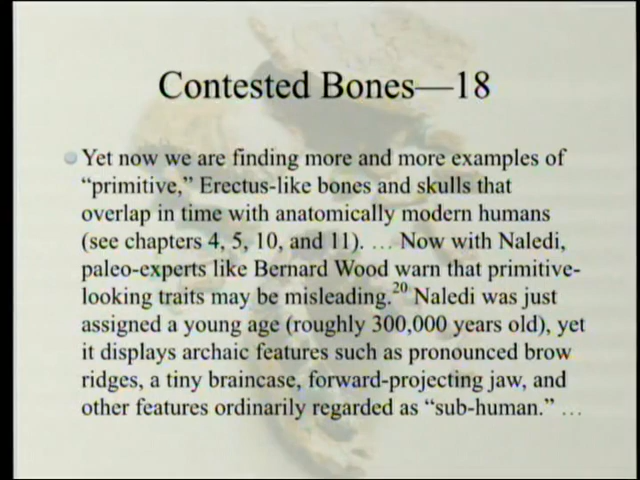 Contested Bones—18
Yet now we are finding more and more examples of
“primitive,” Erectus-like bones and skulls that
overlap in time with anatomically modern humans
(see chapters 4, 5, 10, and 11). … Now with Naledi,
paleo-experts like Bernard Wood warn that primitive-
looking traits may be misleading.20 Naledi was just
assigned a young age (roughly 300,000 years old), yet
it displays archaic features such as pronounced brow
ridges, a tiny braincase, forward-projecting jaw, and
other features ordinarily regarded as “sub-human.” …